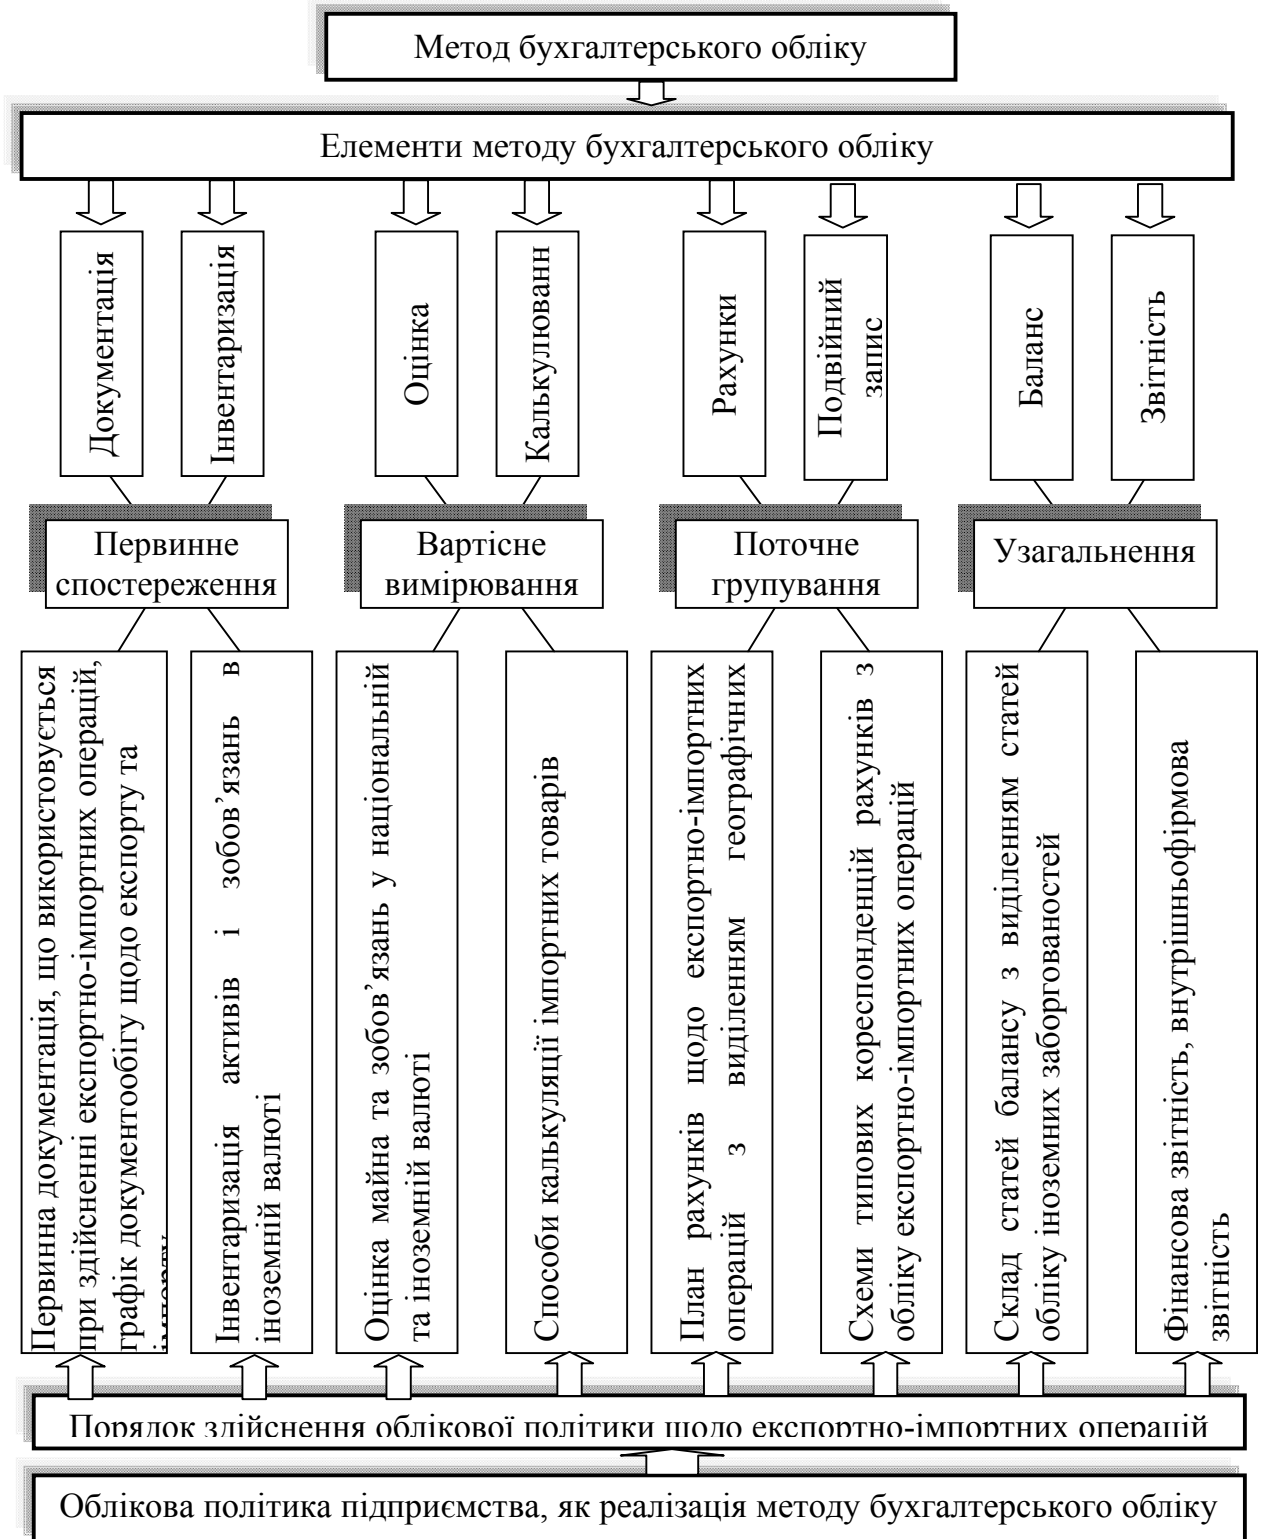 Метод бухгалтерського обліку
Елементи методу бухгалтерського обліку
Документація
Інвентаризація
Оцінка
Калькулюванн
Рахунки
Подвійний
запис
Баланс
Звітність
Первинне
спостереження
Вартісне
вимірювання
Поточне
групування
Узагальнення
Первинна документація, що використовується
при здійсненні експортно-імпортних операцій,
графік документообігу щодо експорту та
імпорту
Інвентаризація активів і зобов’язань в
іноземній валюті
Оцінка майна та зобов’язань у національній
та іноземній валюті
Способи калькуляції імпортних товарів
План рахунків щодо експортно-імпортних
операцій з виділенням географічних
Схеми типових кореспонденцій рахунків з
обліку експортно-імпортних операцій
Склад статей балансу з виділенням статей
обліку іноземних заборгованостей
Фінансова звітність, внутрішньофірмова
звітність
Порядок здійснення облікової політики щодо експортно-імпортних операцій
Облікова політика підприємства, як реалізація методу бухгалтерського обліку